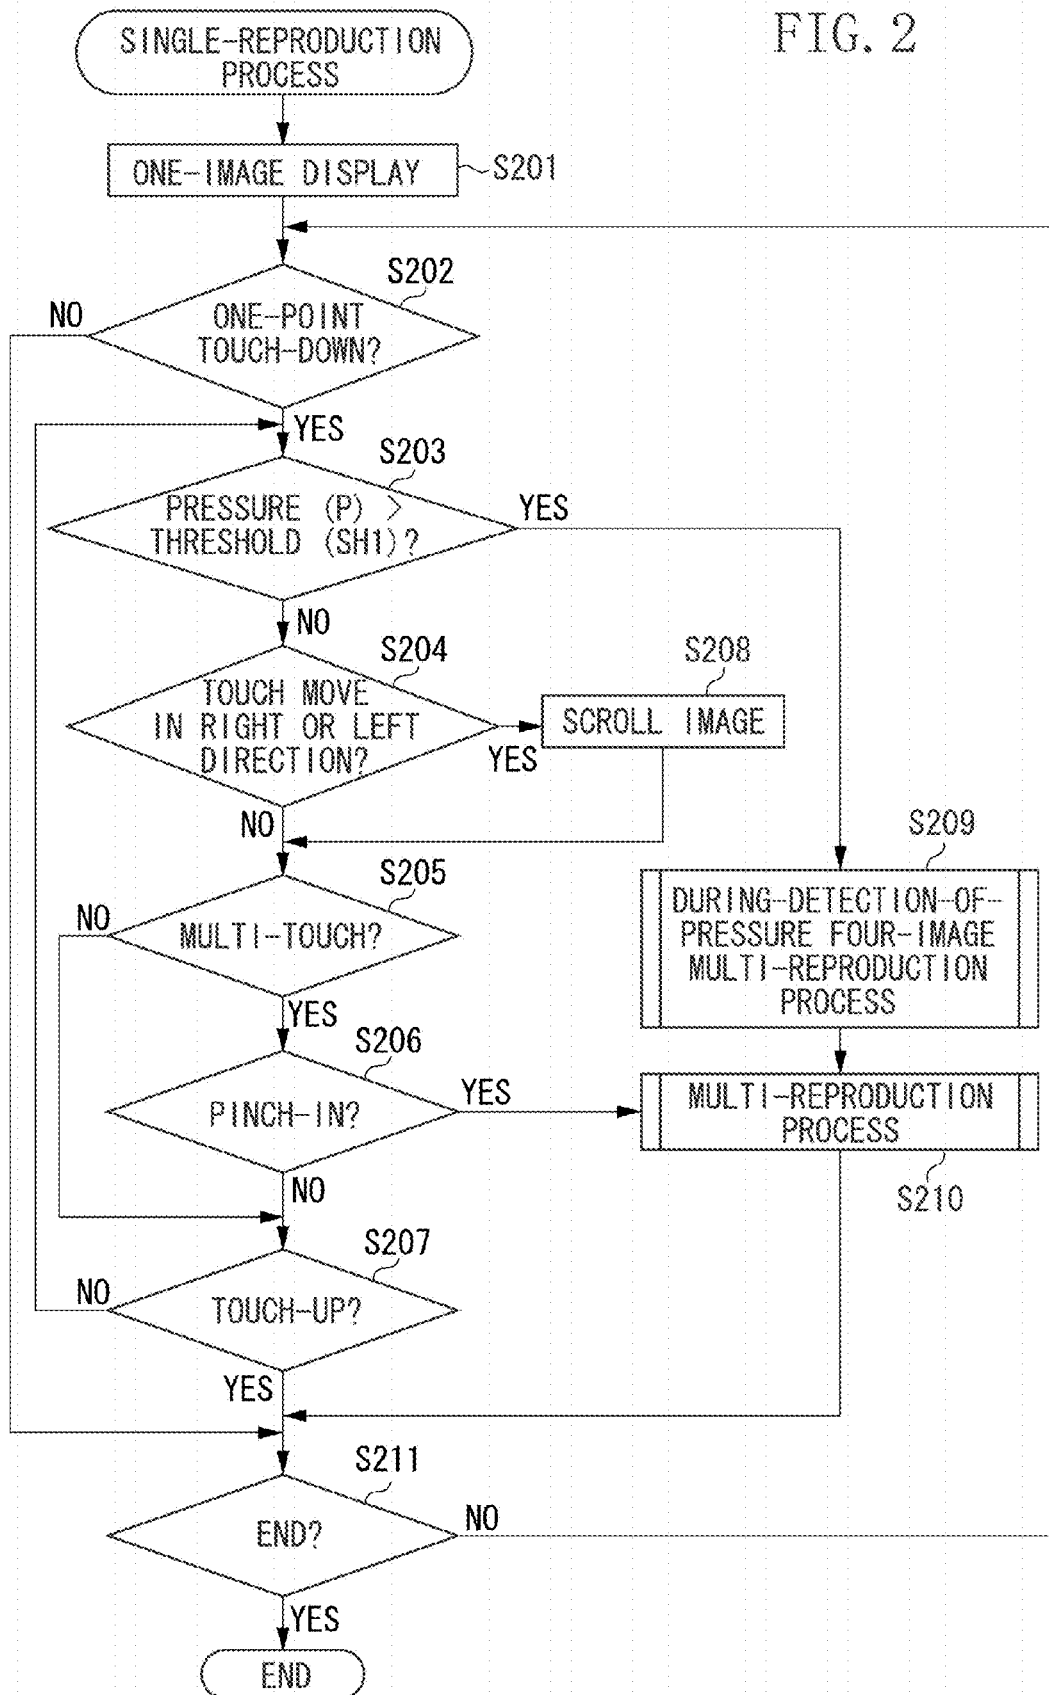 FIG. 2
SINGLE-REPRODUCTION
PROCESS
ONE-IMAGE DISPLAY
S201
S202
NO
ONE-POINT
TOUCH-DOWN?
YES
S203
PRESSURE (P) >
THRESHOLD (SH1)?
YES
NO
S204
TOUCH MOVE
IN RIGHT OR LEFT
DIRECTION?
YES
S208
SCROLL IMAGE
NO
S205
NO
MULTI-TOUCH?
YES
S209
DURING-DETECTION-OF-
PRESSURE FOUR-IMAGE
MULTI-REPRODUCTION
PROCESS
S206
PINCH-IN?
YES
MULTI-REPRODUCTION
PROCESS
S210
NO
S207
NO
TOUCH-UP?
YES
S211
END?
NO
YES
END